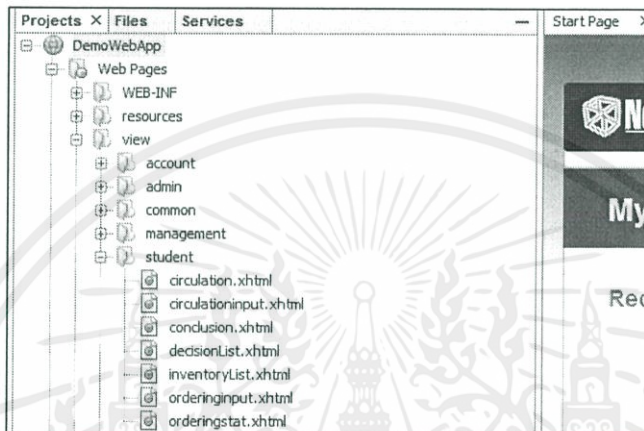 Projects × Files Services
Start Page
DemoWebApp
Web Pages
WEB-INF
resources
view
account
admin
common
management
student
circulation.xhtml
circulationinput.xhtml
conclusion.xhtml
decisionList.xhtml
inventoryList.xhtml
orderinginput.xhtml
orderingstat.xhtml
My